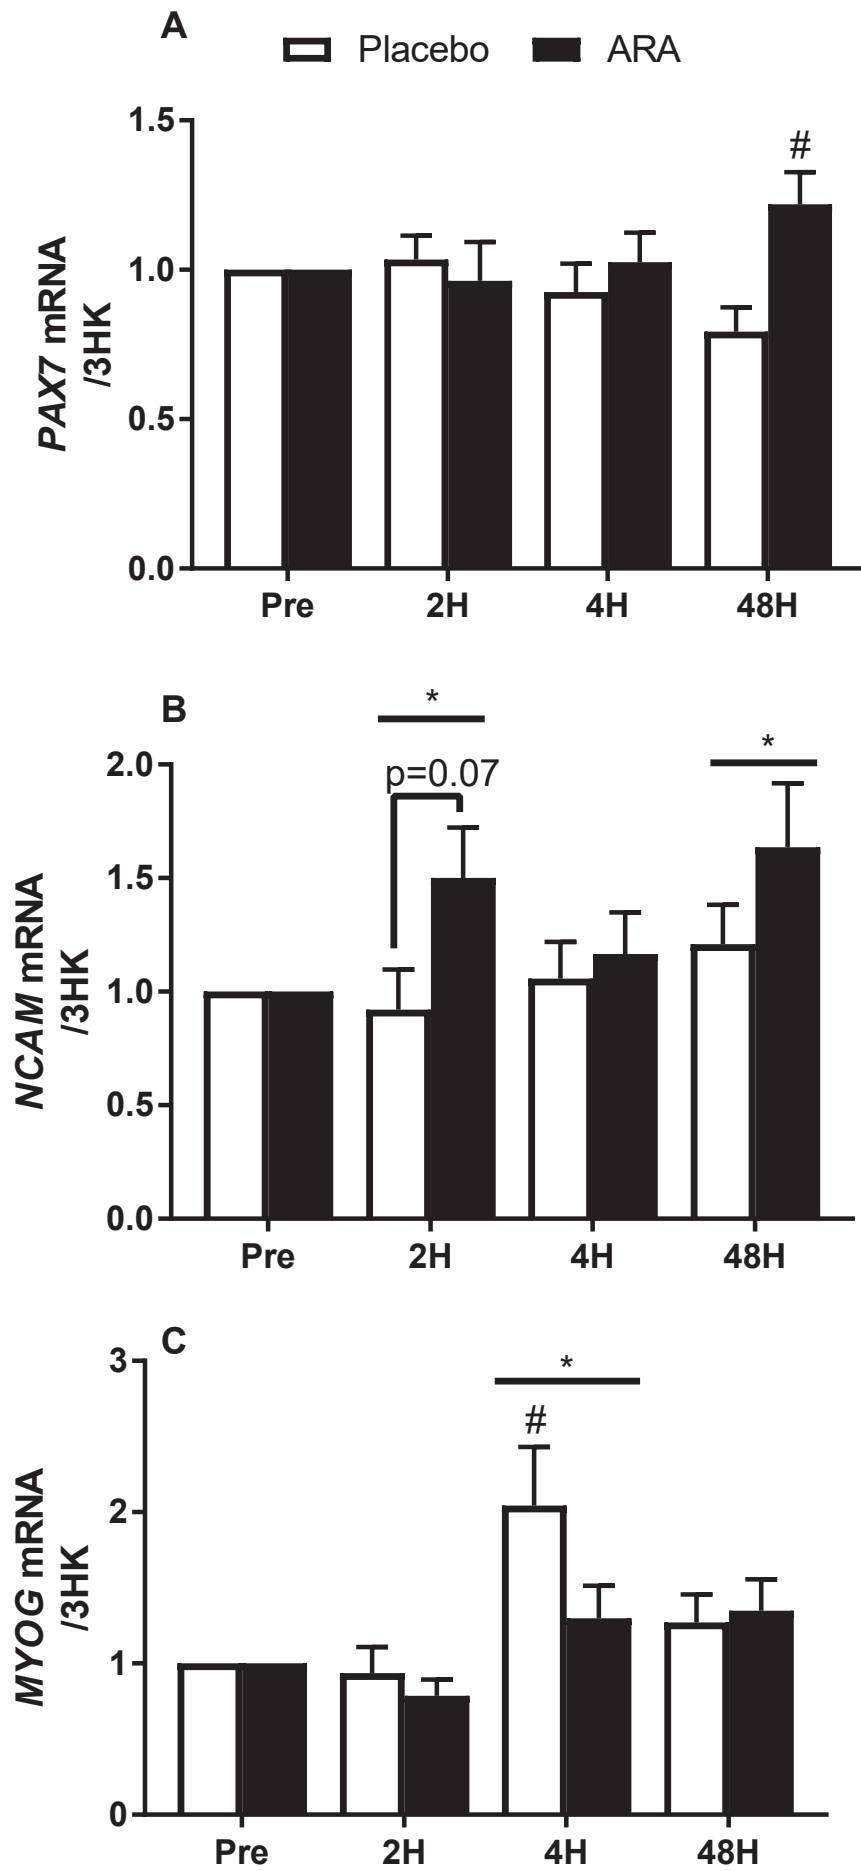 A
Placebo ARA
PAX7 mRNA
/3HK
1.5
#
1.0
0.5
0.0
Pre 2H 4H 48H
B
*
*
p=0.07
NCAM mRNA
/3HK
2.0
1.5
1.0
0.5
0.0
Pre 2H 4H 48H
C
*
#
MYOG mRNA
/3HK
3
2
1
0
Pre 2H 4H 48H